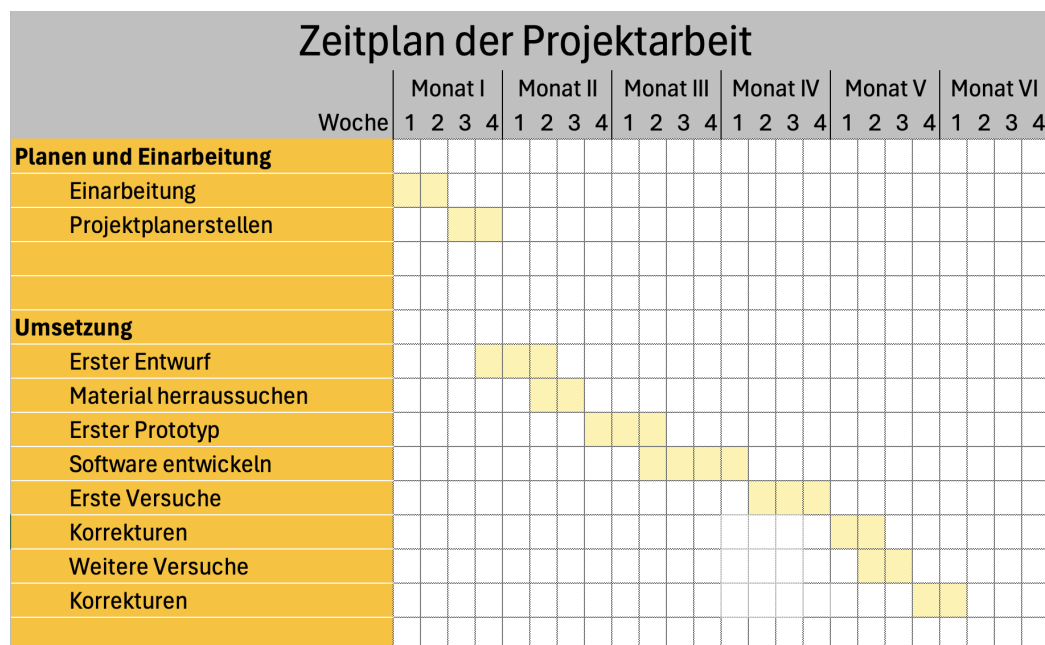 Zeitplan der Projektarbeit
Monat I Monat II Monat III Monat IV Monat V Monat VI
Woche 1 2 3 4 1 2 3 4 1 2 3 4 1 2 3 4 1 2 3 4 1 2 3 4
Planen und Einarbeitung
Einarbeitung
Projektplanerstellen
Umsetzung
Erster Entwurf
Material herraussuchen
Erster Prototyp
Software entwickeln
Erste Versuche
Korrekturen
Weitere Versuche
Korrekturen